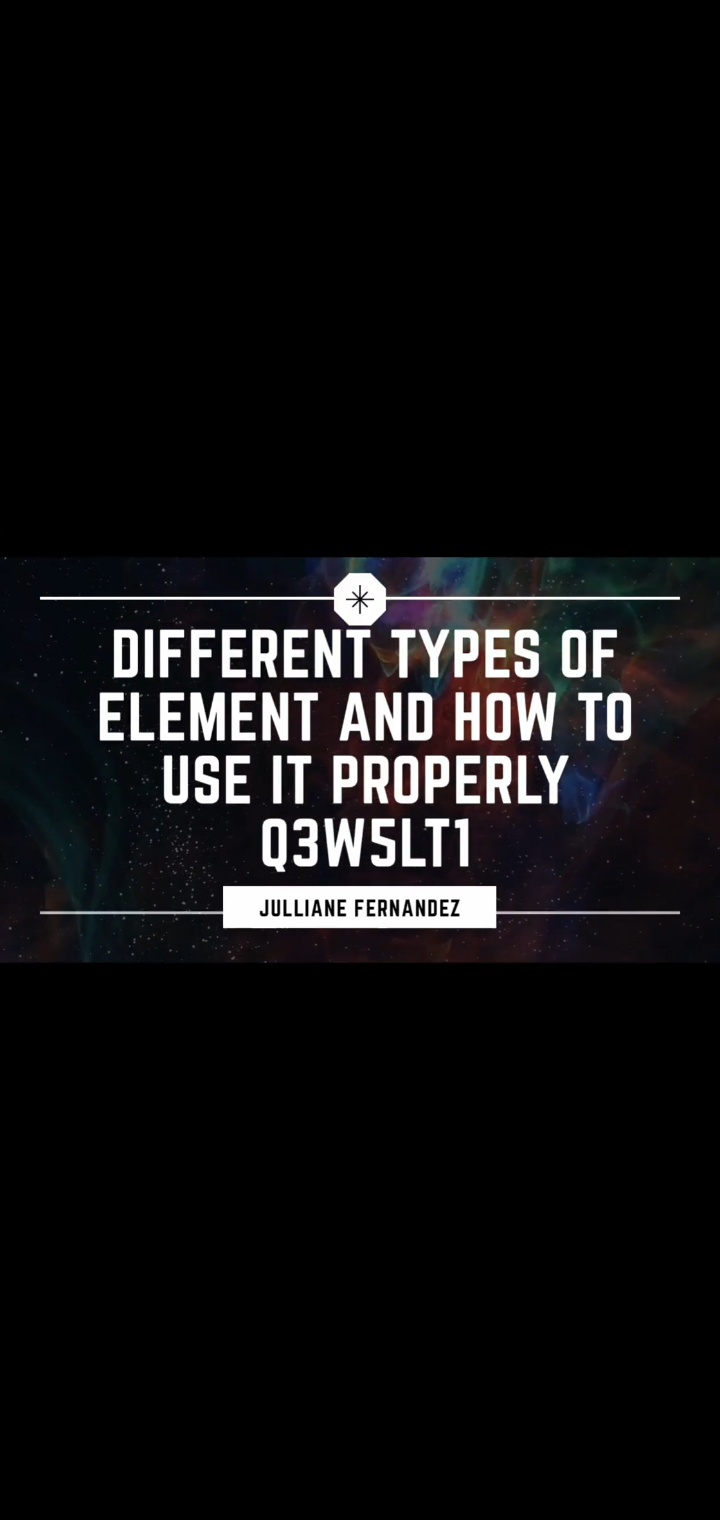 DIFFERENT TYPES OF
ELEMENT AND HOW TO
USE IT PROPERLY
Q3W5LT1
JULLIANE FERNANDEZ